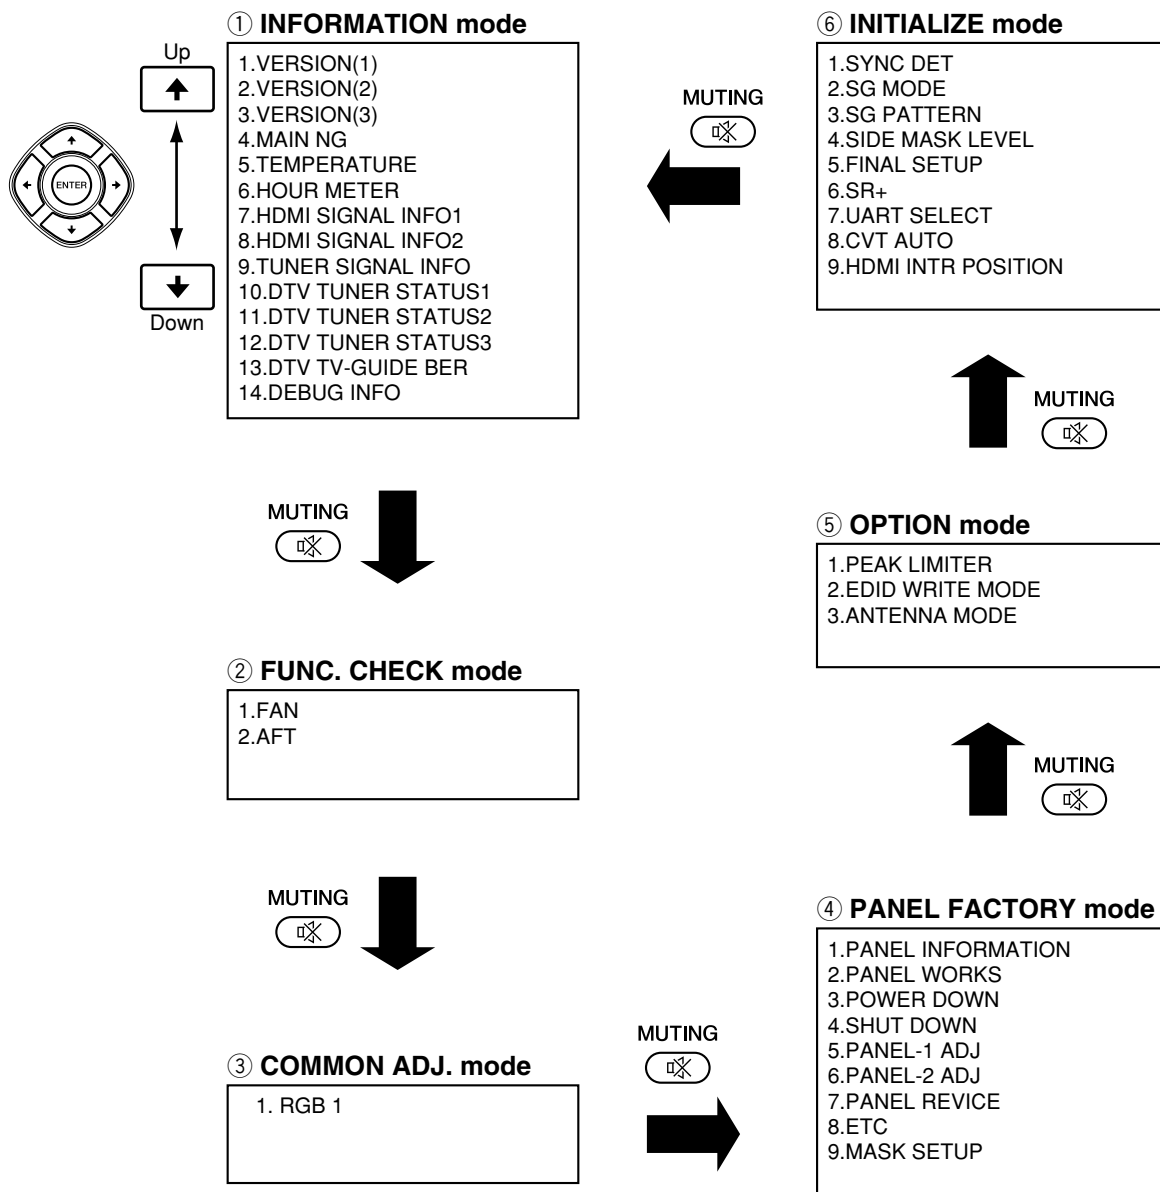 ① INFORMATION mode
Up
ENTER
Down
1.VERSION(1)
2.VERSION(2)
3.VERSION(3)
4.MAIN NG
5.TEMPERATURE
6.HOUR METER
7.HDMI SIGNAL INFO1
8.HDMI SIGNAL INFO2
9.TUNER SIGNAL INFO
10.DTV TUNER STATUS1
11.DTV TUNER STATUS2
12.DTV TUNER STATUS3
13.DTV TV-GUIDE BER
14.DEBUG INFO
MUTING
② FUNC. CHECK mode
1.FAN
2.AFT
MUTING
③ COMMON ADJ. mode
1. RGB 1
MUTING
④ PANEL FACTORY mode
1.PANEL INFORMATION
2.PANEL WORKS
3.POWER DOWN
4.SHUT DOWN
5.PANEL-1 ADJ
6.PANEL-2 ADJ
7.PANEL REVICE
8.ETC
9.MASK SETUP
MUTING
⑤ OPTION mode
1.PEAK LIMITER
2.EDID WRITE MODE
3.ANTENNA MODE
MUTING
⑥ INITIALIZE mode
1.SYNC DET
2.SG MODE
3.SG PATTERN
4.SIDE MASK LEVEL
5.FINAL SETUP
6.SR+
7.UART SELECT
8.CVT AUTO
9.HDMI INTR POSITION
MUTING